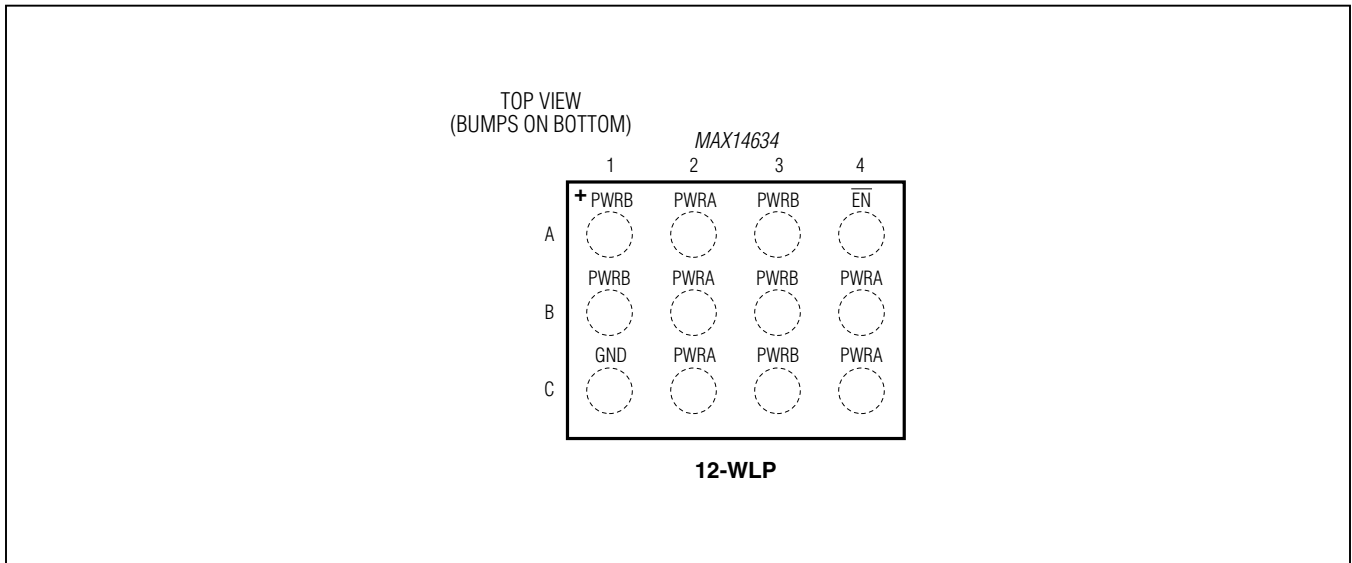 TOP VIEW
(BUMPS ON BOTTOM)
MAX14634
1 2 3 4
+ PWRB PWRA PWRB E̅N̅
A
PWRB PWRA PWRB PWRA
B
GND PWRA PWRB PWRA
C
12-WLP